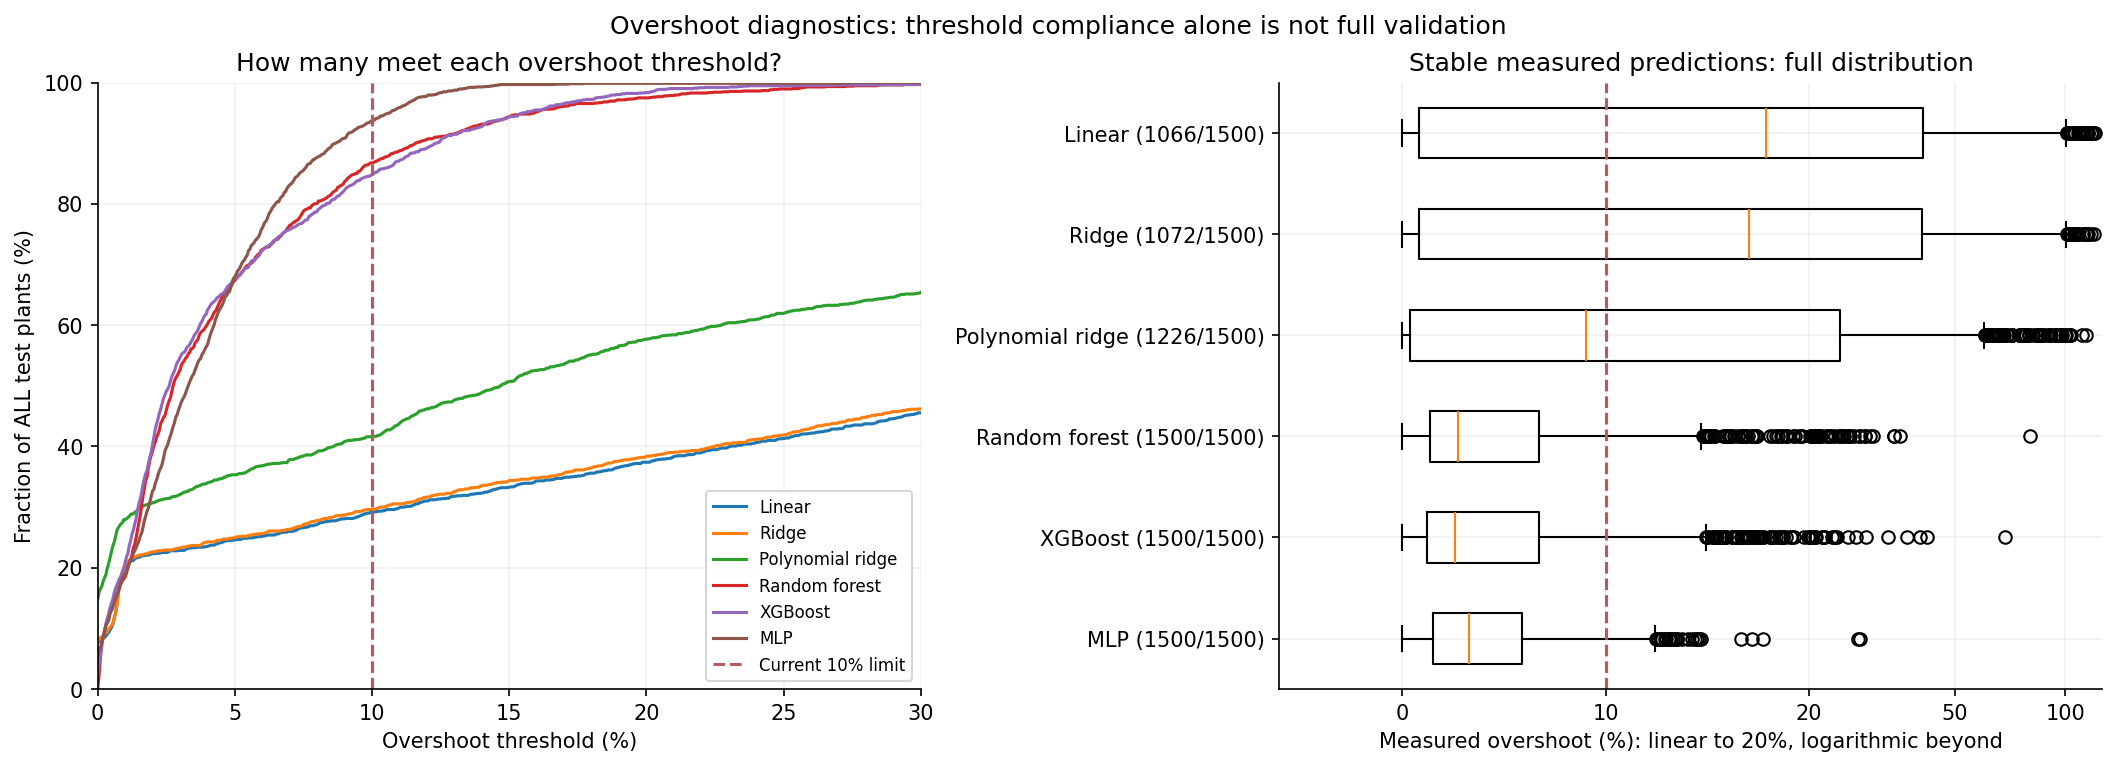 Overshoot diagnostics: threshold compliance alone is not full validation
How many meet each overshoot threshold?
Fraction of ALL test plants (%)
100
80
60
40
20
0
0 5 10 15 20 25 30
Overshoot threshold (%)
Linear
Ridge
Polynomial ridge
Random forest
XGBoost
MLP
Current 10% limit
Stable measured predictions: full distribution
Linear (1066/1500)
Ridge (1072/1500)
Polynomial ridge (1226/1500)
Random forest (1500/1500)
XGBoost (1500/1500)
MLP (1500/1500)
0 10 20 50 100
Measured overshoot (%): linear to 20%, logarithmic beyond